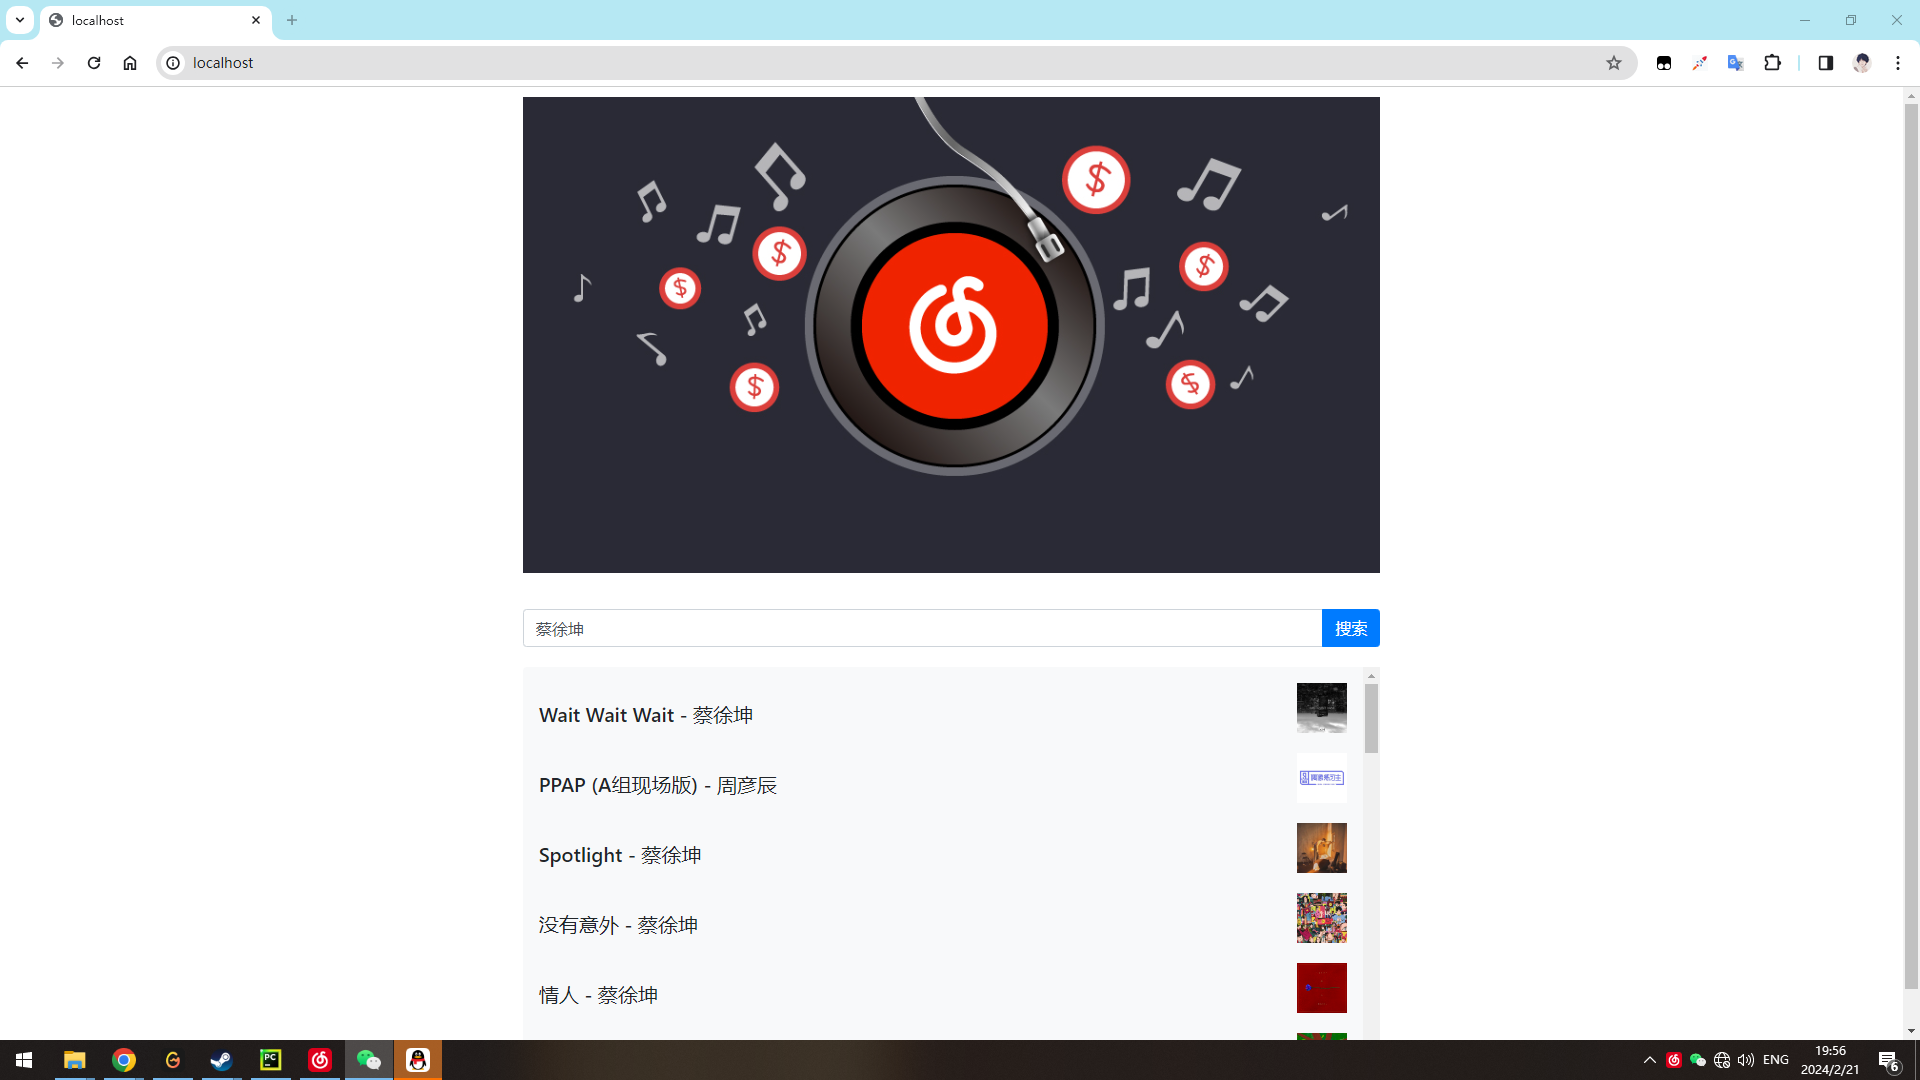 localhost
localhost
蔡徐坤
搜索
Wait Wait Wait - 蔡徐坤
PPAP (A组现场版) - 周彦辰
Spotlight - 蔡徐坤
没有意外 - 蔡徐坤
情人 - 蔡徐坤
PC
ENG
19:56
2024/2/21
6